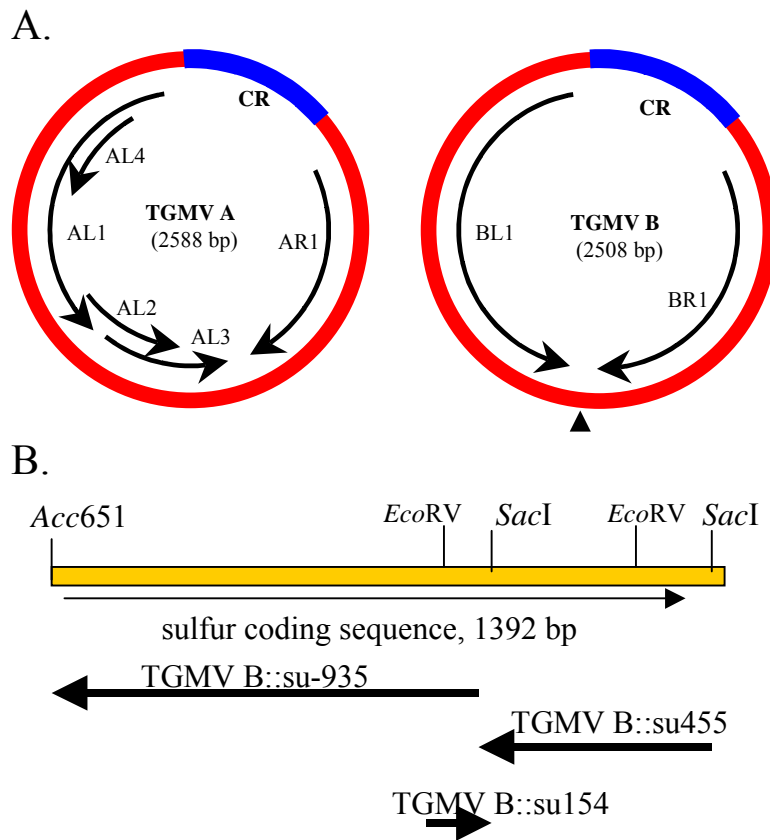 A.
CR
AL4
TGMV A
(2588 bp)
AL1
AR1
AL2
AL3
CR
TGMV B
(2508 bp)
BL1
BR1
B.
Acc651
EcoRV
SacI
EcoRV
SacI
sulfur coding sequence, 1392 bp
TGMV B::su-935
TGMV B::su455
TGMV B::su154